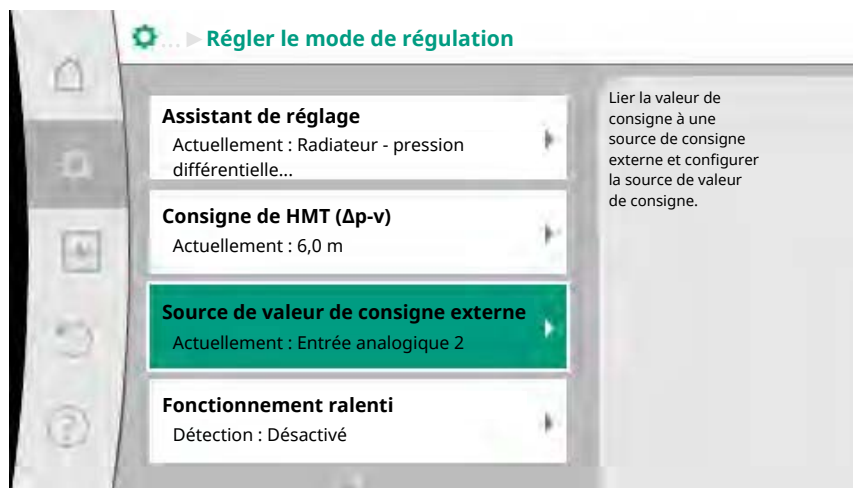 ... Régler le mode de régulation
Assistant de réglage
Actuellement : Radiateur - pression
différentielle...
Consigne de HMT (Δp-v)
Actuellement : 6,0 m
Source de valeur de consigne externe
Actuellement : Entrée analogique 2
Fonctionnement ralenti
Détection : Désactivé
Lier la valeur de
consigne à une
source de consigne
externe et configurer
la source de valeur
de consigne.